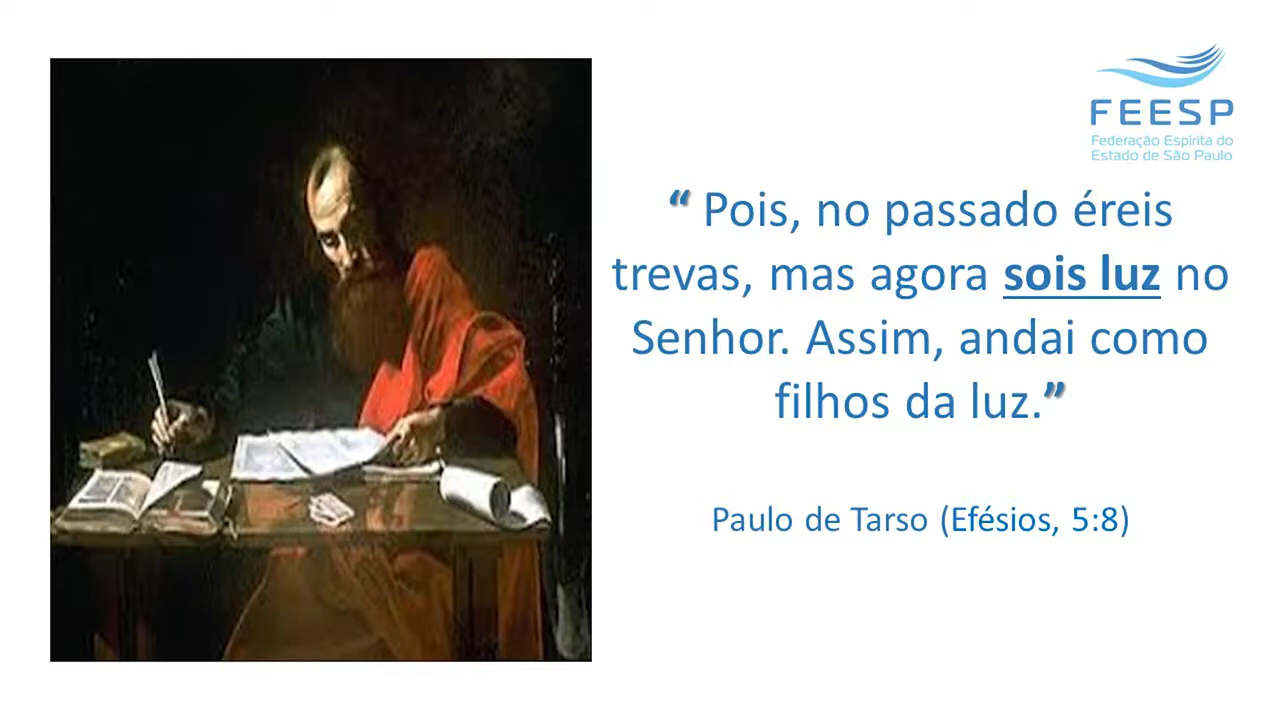 FEESP
Federação Espírita do
Estado de São Paulo
“ Pois, no passado éreis
trevas, mas agora sois luz no
Senhor. Assim, andai como
filhos da luz.”
Paulo de Tarso (Efésios, 5:8)